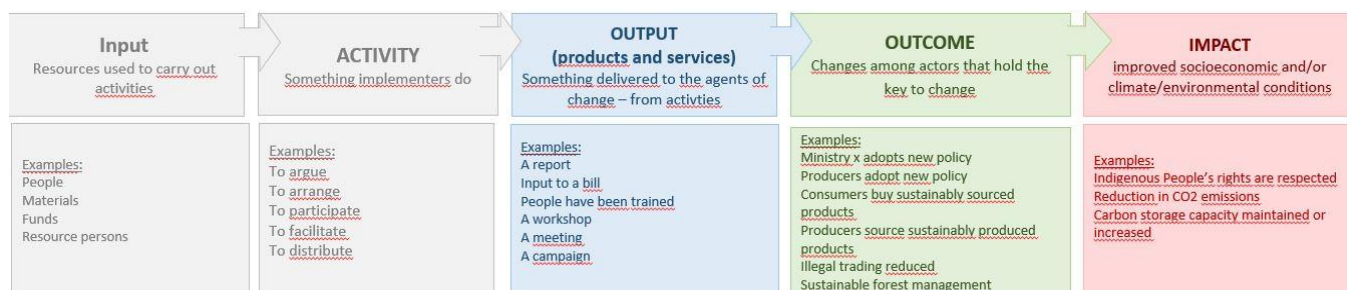 Input
Resources used to carry out
activities
ACTIVITY
Something implementers do
OUTPUT
(products and services)
Something delivered to the agents of
change – from activties
OUTCOME
Changes among actors that hold the
key to change
IMPACT
improved socioeconomic and/or
climate/environmental conditions
Examples:
People
Materials
Funds
Resource persons
Examples:
To argue
To arrange
To participate
To facilitate
To distribute
Examples:
A report
Input to a bill
People have been trained
A workshop
A meeting
A campaign
Examples:
Ministry x adopts new policy
Producers adopt new policy
Consumers buy sustainably sourced
products
Producers source sustainably produced
products
Illegal trading reduced
Sustainable forest management
Examples:
Indigenous People's rights are respected
Reduction in CO2 emissions
Carbon storage capacity maintained or
increased